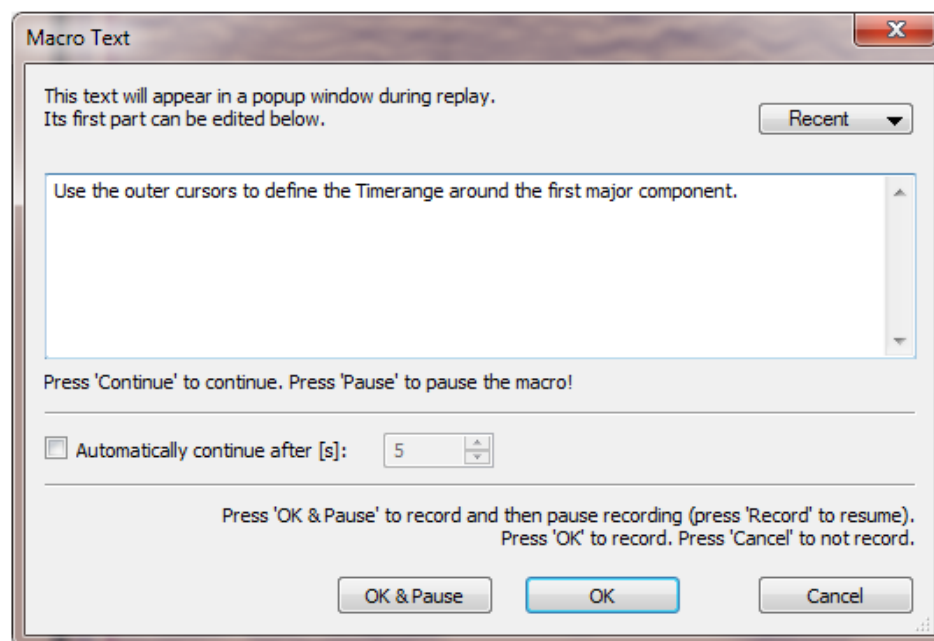 Macro Text
This text will appear in a popup window during replay.
Its first part can be edited below.
Recent
Use the outer cursors to define the Timerange around the first major component.
Press 'Continue' to continue. Press 'Pause' to pause the macro!
Automatically continue after [s]: 5
Press 'OK & Pause' to record and then pause recording (press 'Record' to resume).
Press 'OK' to record. Press 'Cancel' to not record.
OK & Pause OK Cancel